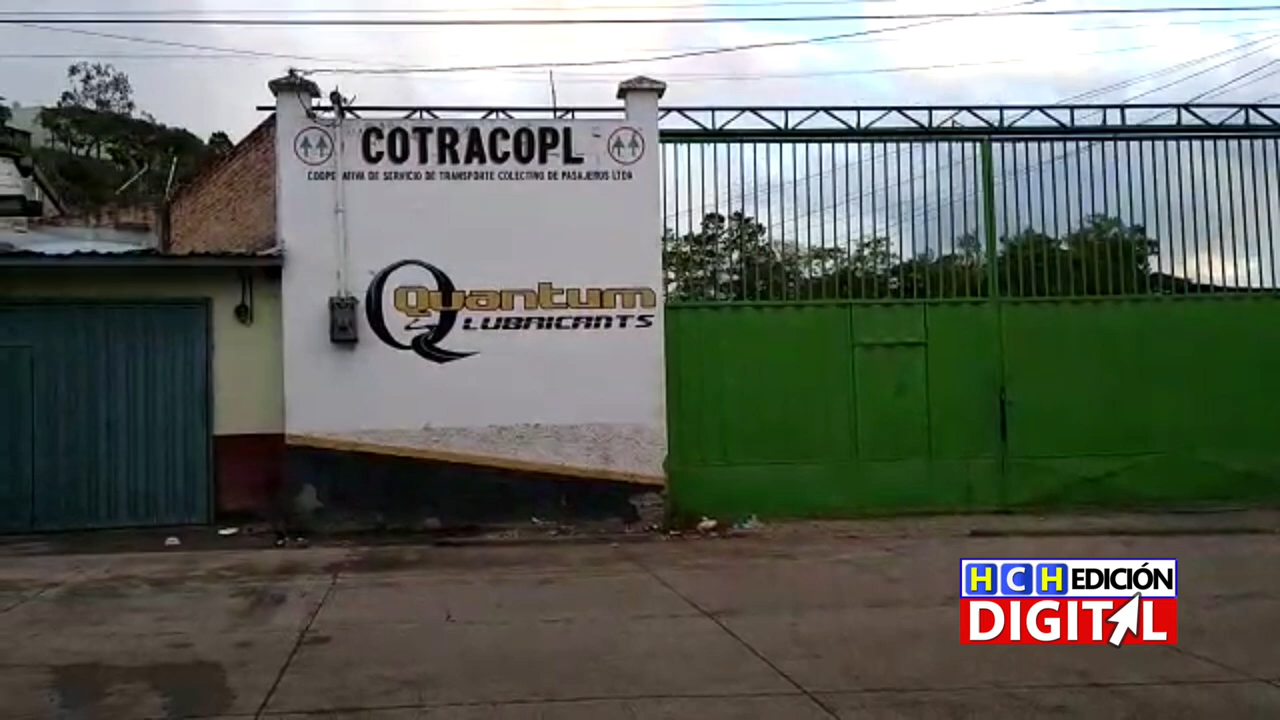 COTRACOPL
COOPERATIVA DE SERVICIO DE TRANSPORTE COLECTIVO DE PASAJEROS LTDA
Quantum
LUBRICANTS
HCH EDICIÓN
DIGITAL